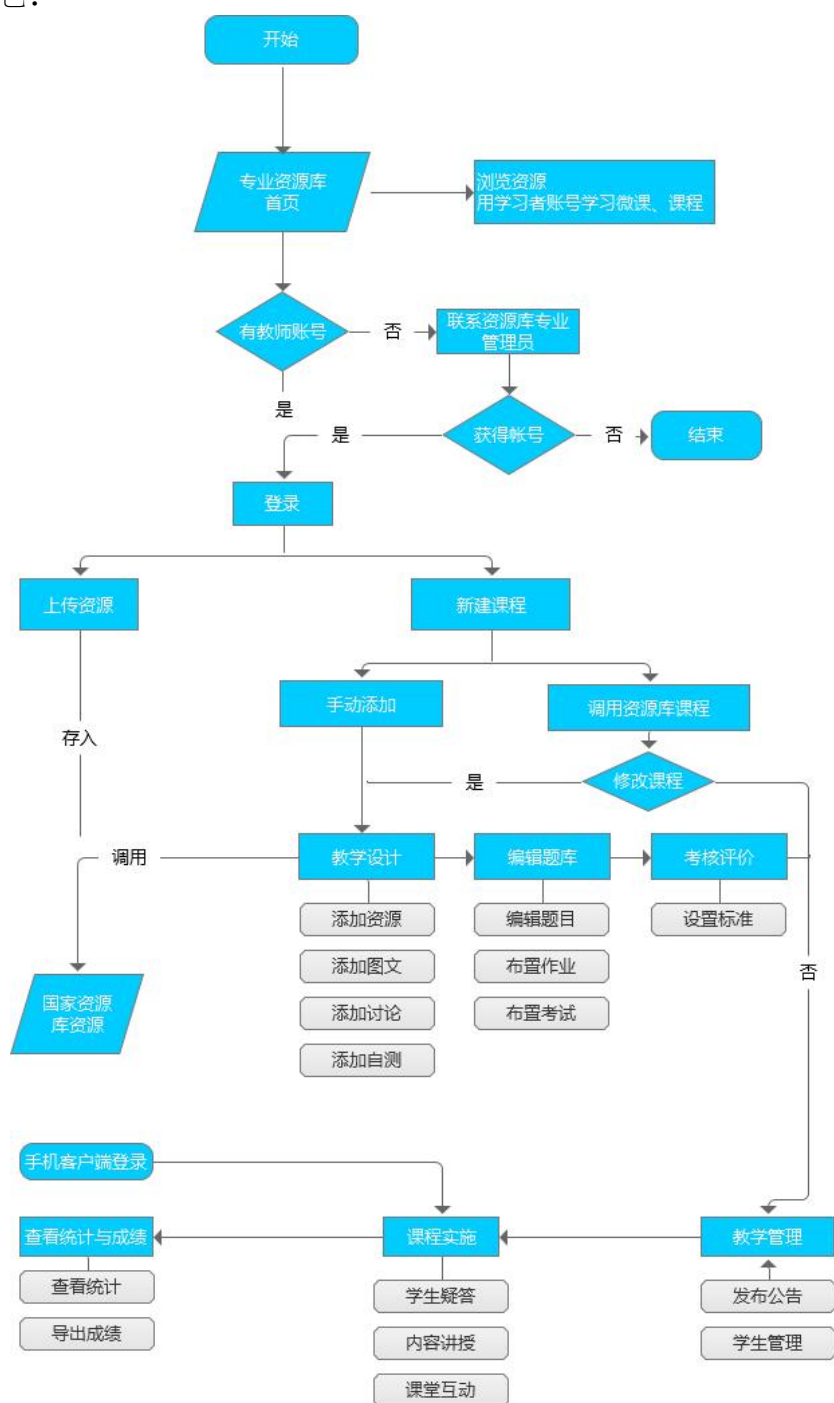 开始
专业资源库
首页
浏览资源
用学习者账号学习微课、课程
有教师账号
否
联系资源库专业
管理员
是
是
获得帐号
否
结束
登录
上传资源
新建课程
手动添加
调用资源库课程
存入
是
修改课程
调用
教学设计
编辑题库
考核评价
添加资源
编辑题目
设置标准
添加图文
布置作业
否
国家资源
库资源
添加讨论
布置考试
添加自测
手机客户端登录
查看统计与成绩
课程实施
教学管理
查看统计
学生疑答
发布公告
导出成绩
内容讲授
学生管理
课堂互动